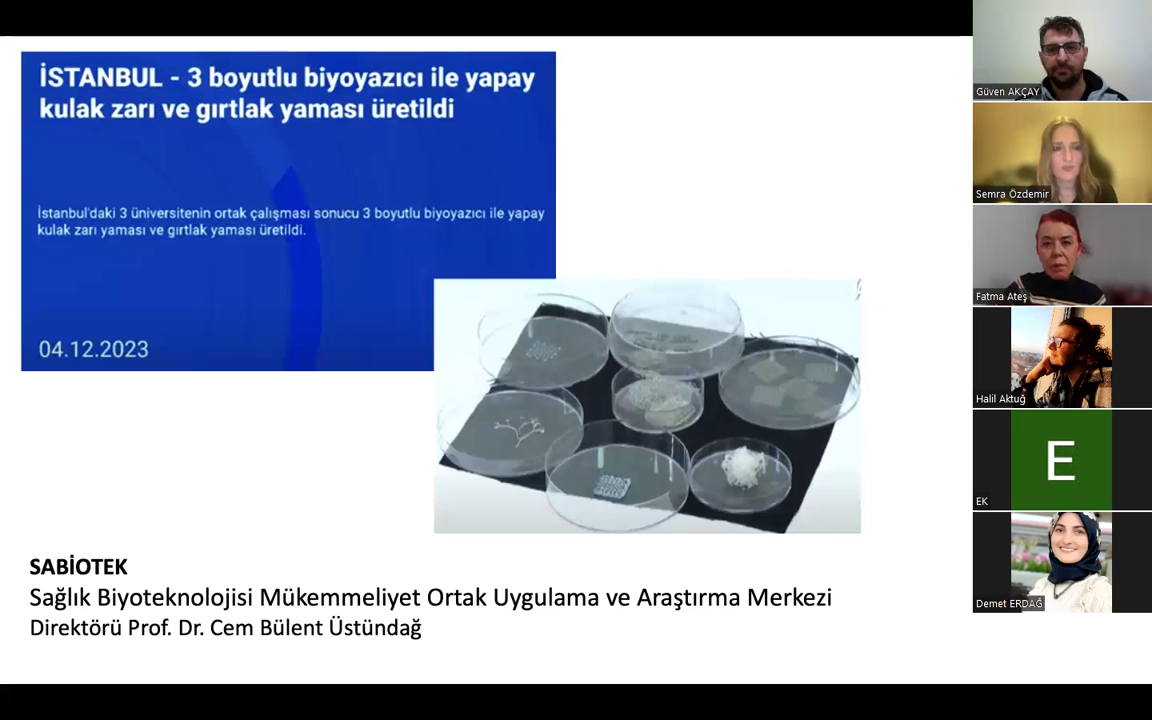 İSTANBUL - 3 boyutlu biyoyazıcı ile yapay
kulak zarı ve gırtlak yaması üretildi
İstanbul'daki 3 üniversitenin ortak çalışması sonucu 3 boyutlu biyoyazıcı ile yapay
kulak zarı yaması ve gırtlak yaması üretildi.
04.12.2023
SABİOTEK
Sağlık Biyoteknolojisi Mükemmeliyet Ortak Uygulama ve Araştırma Merkezi
Direktörü Prof. Dr. Cem Bülent Üstündağ
Güven AKÇAY
Semra Özdemir
Fatma Ateş
Halil Aktuğ
E
EK
Demet ERDAĞ